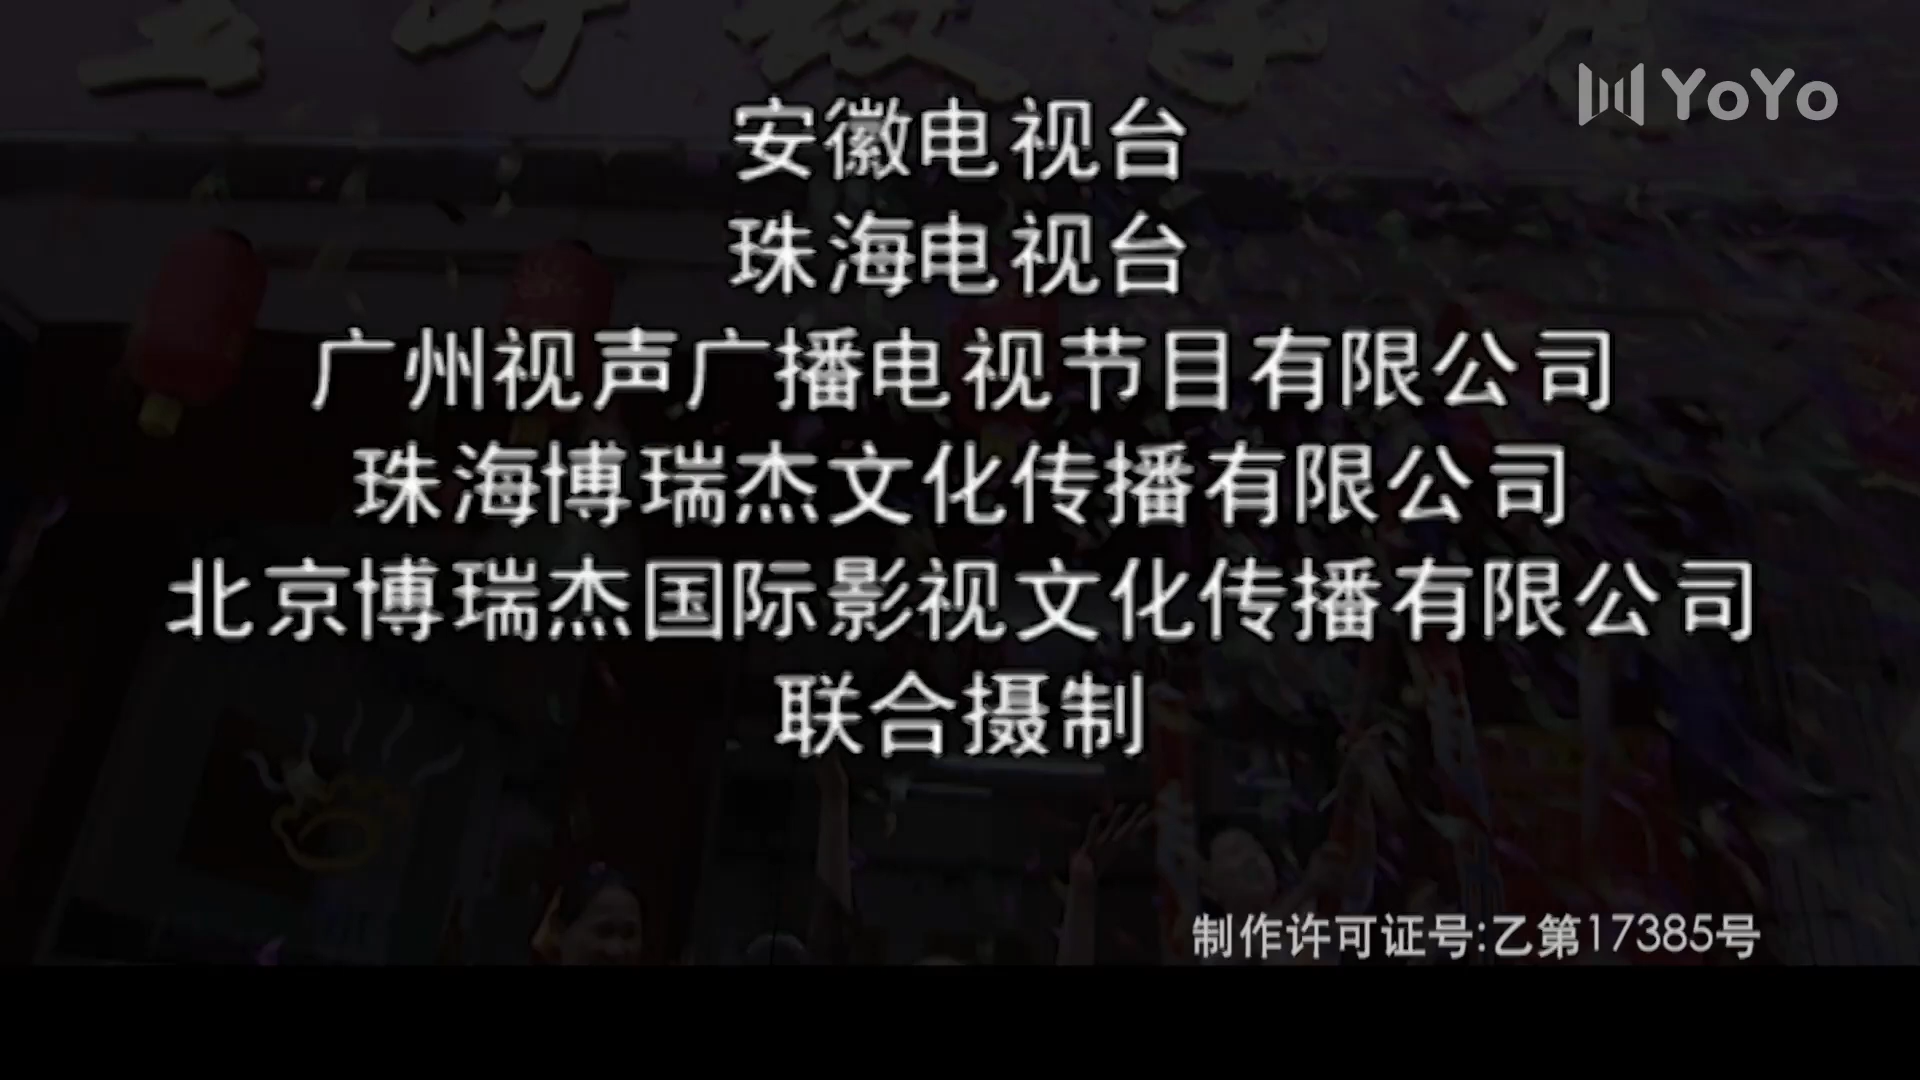 YoYo
安徽电视台
珠海电视台
广州视声广播电视节目有限公司
珠海博瑞杰文化传播有限公司
北京博瑞杰国际影视文化传播有限公司
联合摄制
制作许可证号:乙第17385号